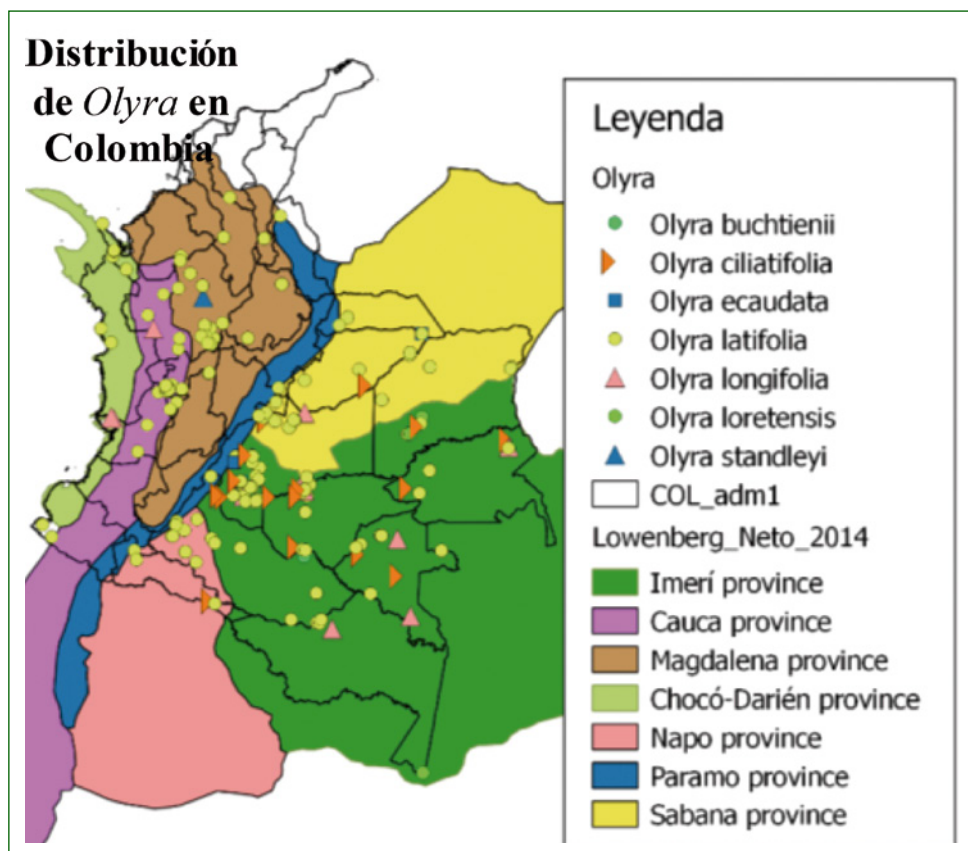 Distribución
de Olyra en
Colombia
Leyenda
Olyra
Olyra buchtienii
Olyra ciliatifolia
Olyra ecaudata
Olyra latifolia
Olyra longifolia
Olyra loretensis
Olyra standleyi
COL_adm1
Lowenberg_Neto_2014
Imerí province
Cauca province
Magdalena province
Chocó-Darién province
Napo province
Paramo province
Sabana province